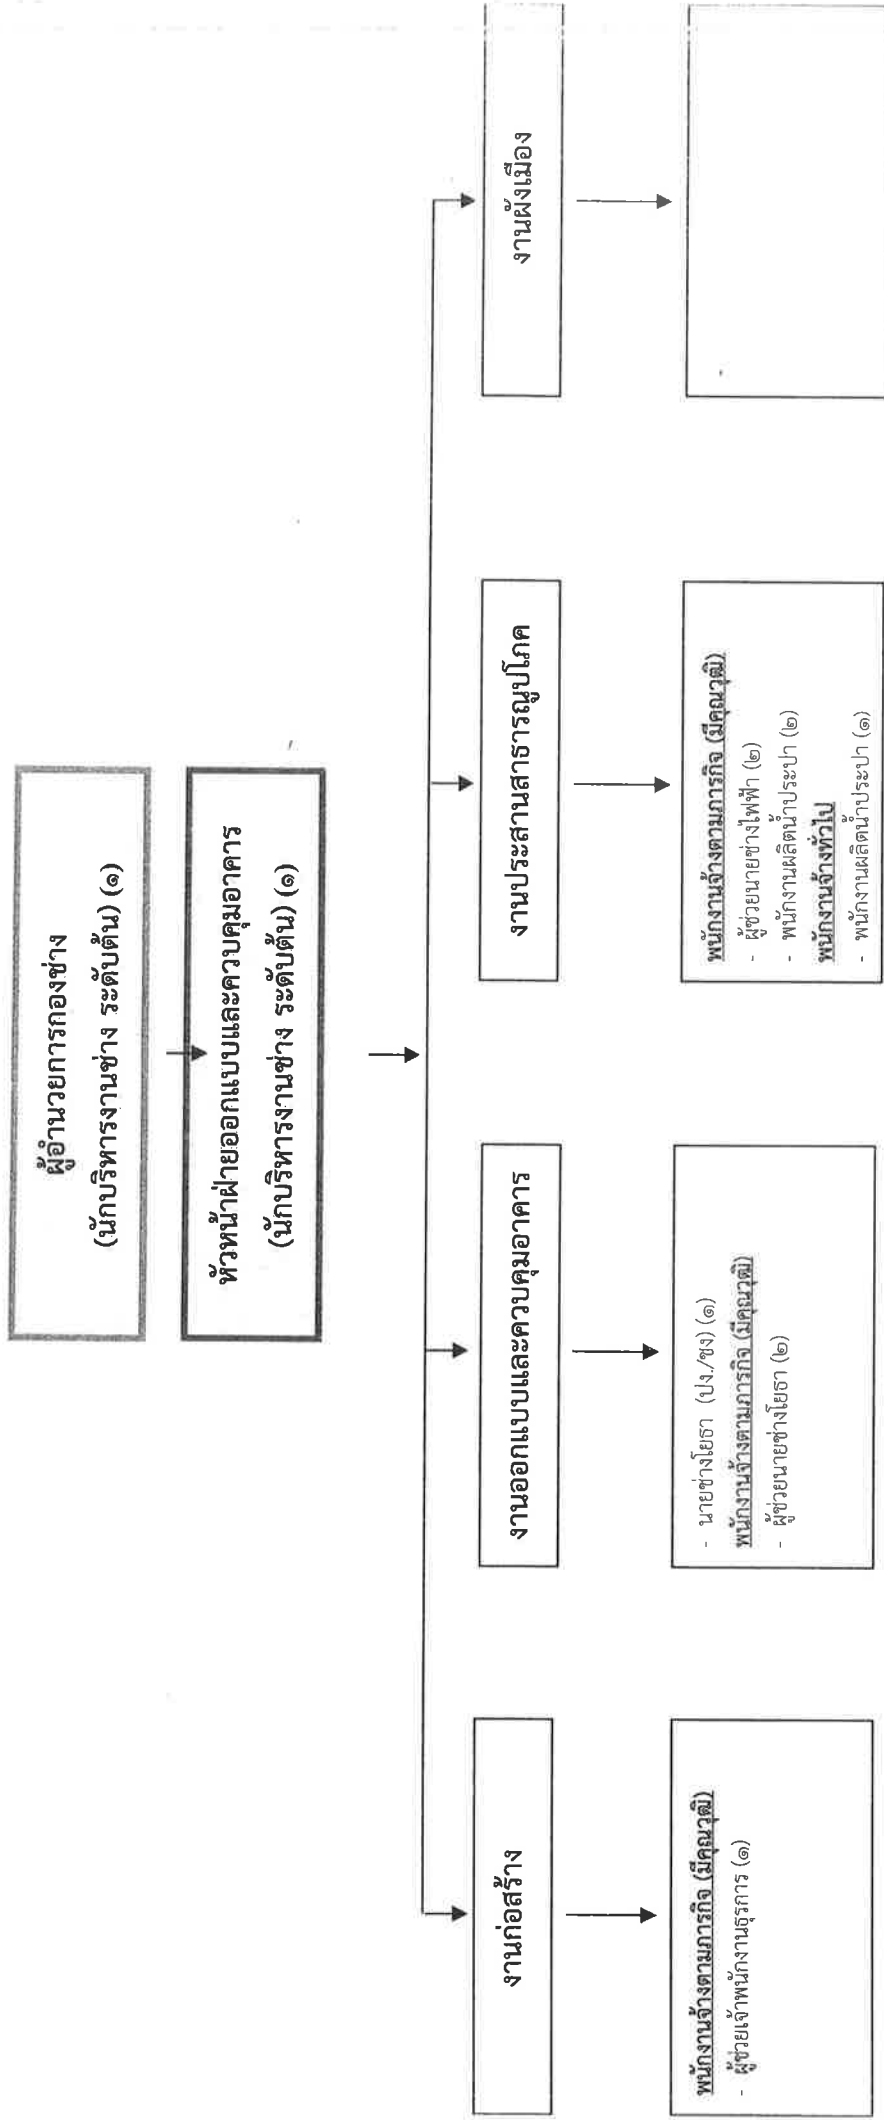 ผู้อำนวยการกองช่าง
(นักบริหารงานช่าง ระดับต้น) (๑)
หัวหน้าฝ่ายออกแบบและควบคุมอาคาร
(นักบริหารงานช่าง ระดับต้น) (๑)
งานก่อสร้าง
งานออกแบบและควบคุมอาคาร
งานประสานสาธารณูปโภค
งานผังเมือง
พนักงานจ้างตามภารกิจ (มีคุณวุฒิ)
- ผู้ช่วยเจ้าพนักงานธุรการ (๑)
- นายช่างโยธา (ปง./ชง) (๑)
พนักงานจ้างตามภารกิจ (มีคุณวุฒิ)
- ผู้ช่วยนายช่างโยธา (๒)
พนักงานจ้างตามภารกิจ (มีคุณวุฒิ)
- ผู้ช่วยนายช่างไฟฟ้า (๒)
- พนักงานผลิตน้ำประปา (๒)
พนักงานจ้างทั่วไป
- พนักงานผลิตน้ำประปา (๑)